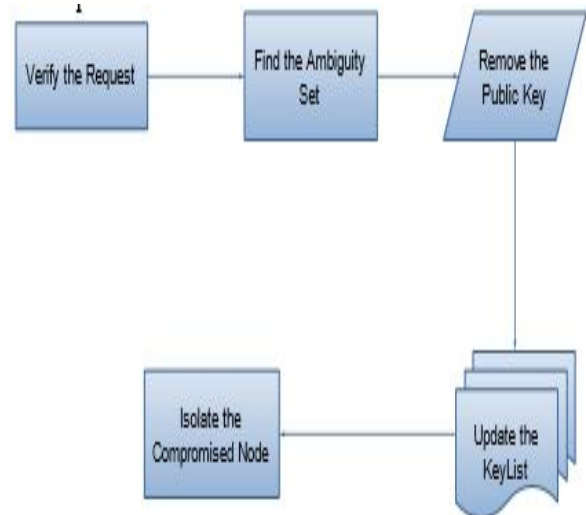 Verify the Request
Find the Ambiguity
Set
Remove the
Public Key
Update the
KeyList
Isolate the
Compromised Node